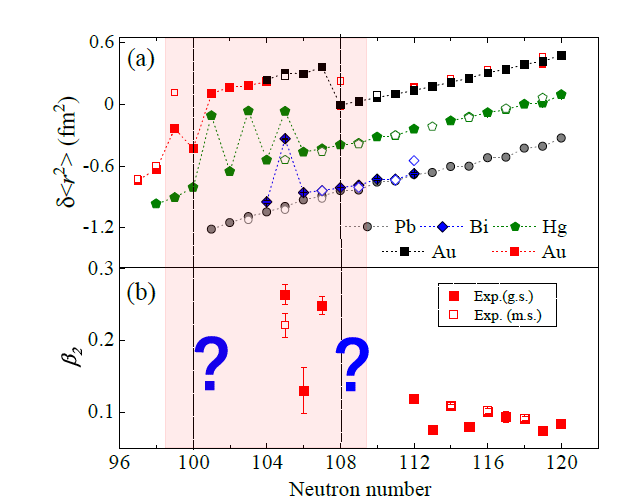 (a)
0.6
0
-0.6
-1.2
δ<r²> (fm²)
Pb Bi Hg
Au Au
0.3
(b)
Exp.(g.s.)
Exp. (m.s.)
0.2
β₂
? ?
0.1
96 100 104 108 112 116 120
Neutron number